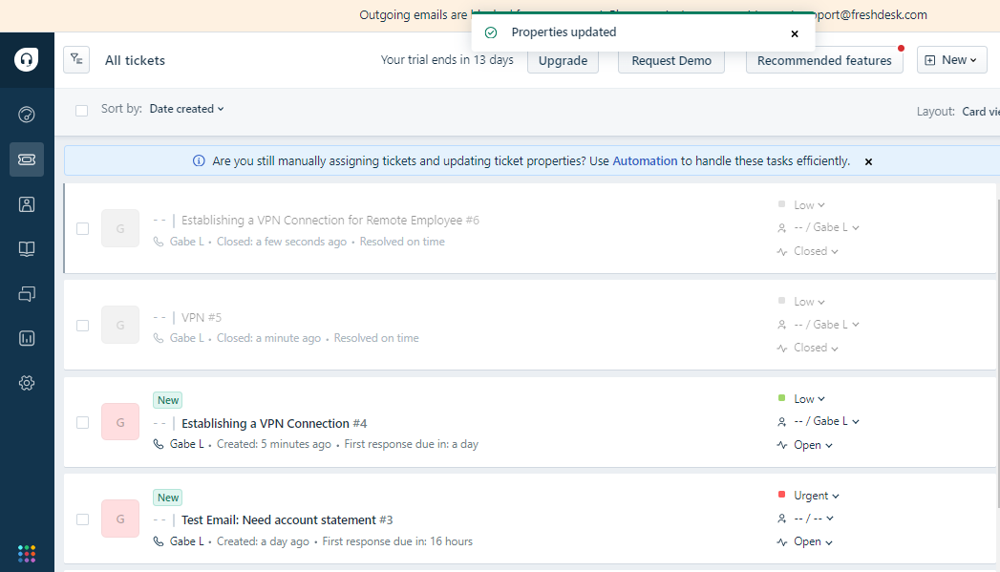 Outgoing emails are
port@freshdesk.com
Properties updated
All tickets
Your trial ends in 13 days
Upgrade
Request Demo
Recommended features
New
Sort by: Date created
Layout: Card
Are you still manually assigning tickets and updating ticket properties? Use Automation to handle these tasks efficiently.
G
-- | Establishing a VPN Connection for Remote Employee #6
Gabe L • Closed: a few seconds ago • Resolved on time
Low
-- / Gabe L
Closed
G
-- | VPN #5
Gabe L • Closed: a minute ago • Resolved on time
Low
-- / Gabe L
Closed
New
G
-- | Establishing a VPN Connection #4
Gabe L • Created: 5 minutes ago • First response due in: a day
Low
-- / Gabe L
Open
New
G
-- | Test Email: Need account statement #3
Gabe L • Created: a day ago • First response due in: 16 hours
Urgent
-- / --
Open